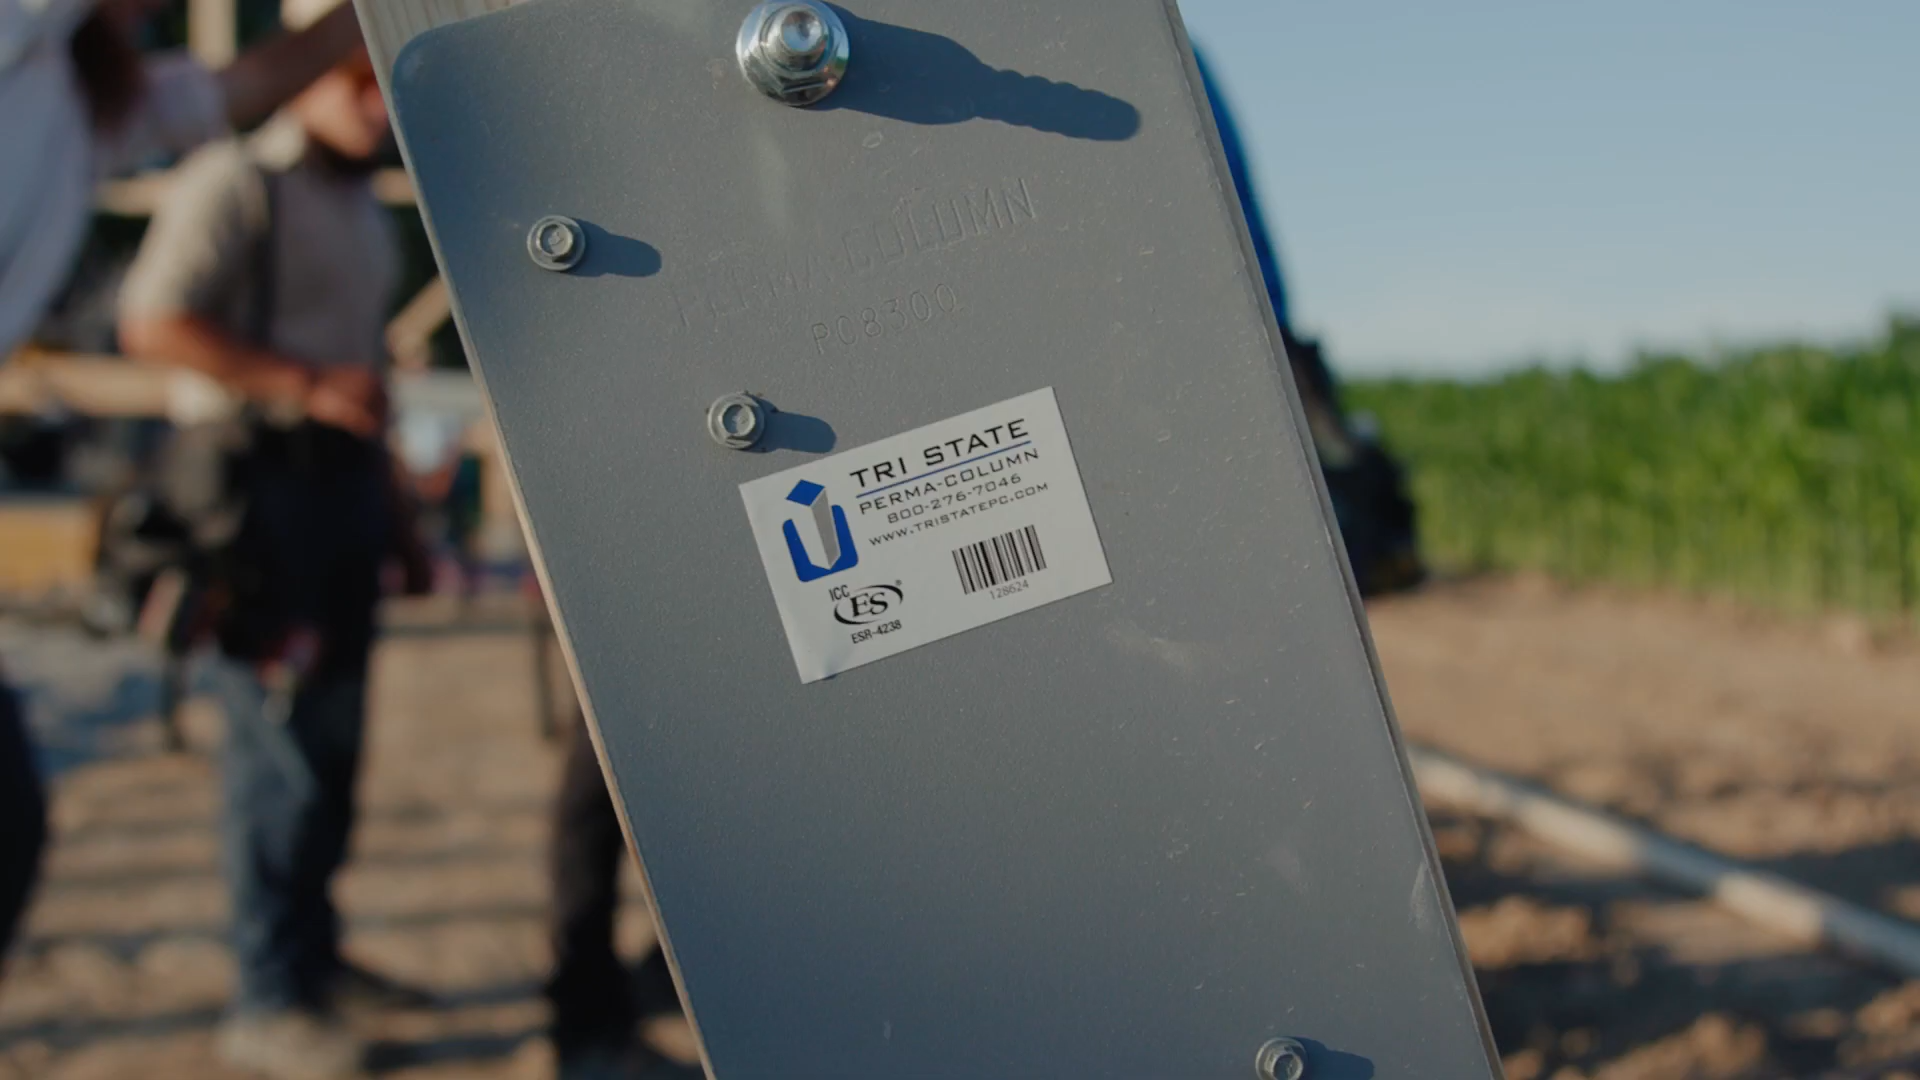 PERMA-COLUMN
PC8300
TRI STATE
PERMA-COLUMN
800-276-7046
WWW.TRISTATEPC.COM
ICC
ES®
ESR-4238
128624